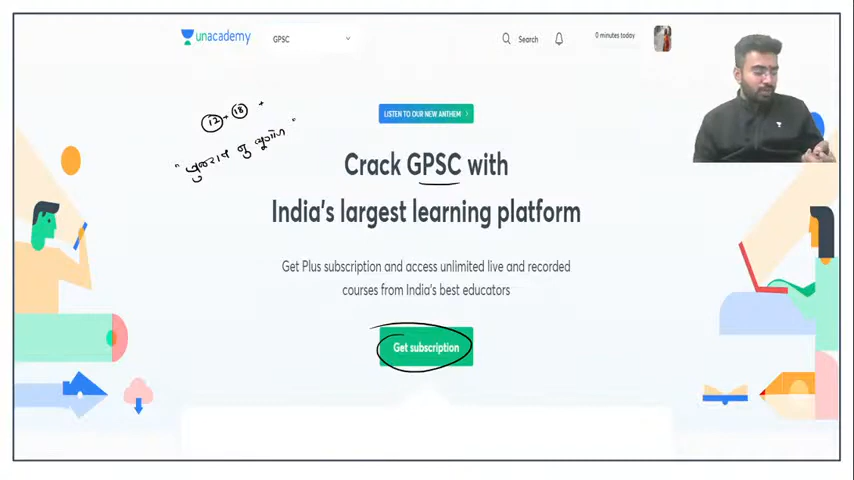 unacademy
GPSC
Search
0 minutes today
LISTEN TO OUR NEW ANTHEM
12 + 18 +
"ગુજરાત નુ ભૂગોળ"
Crack GPSC with
India's largest learning platform
Get Plus subscription and access unlimited live and recorded
courses from India's best educators
Get subscription